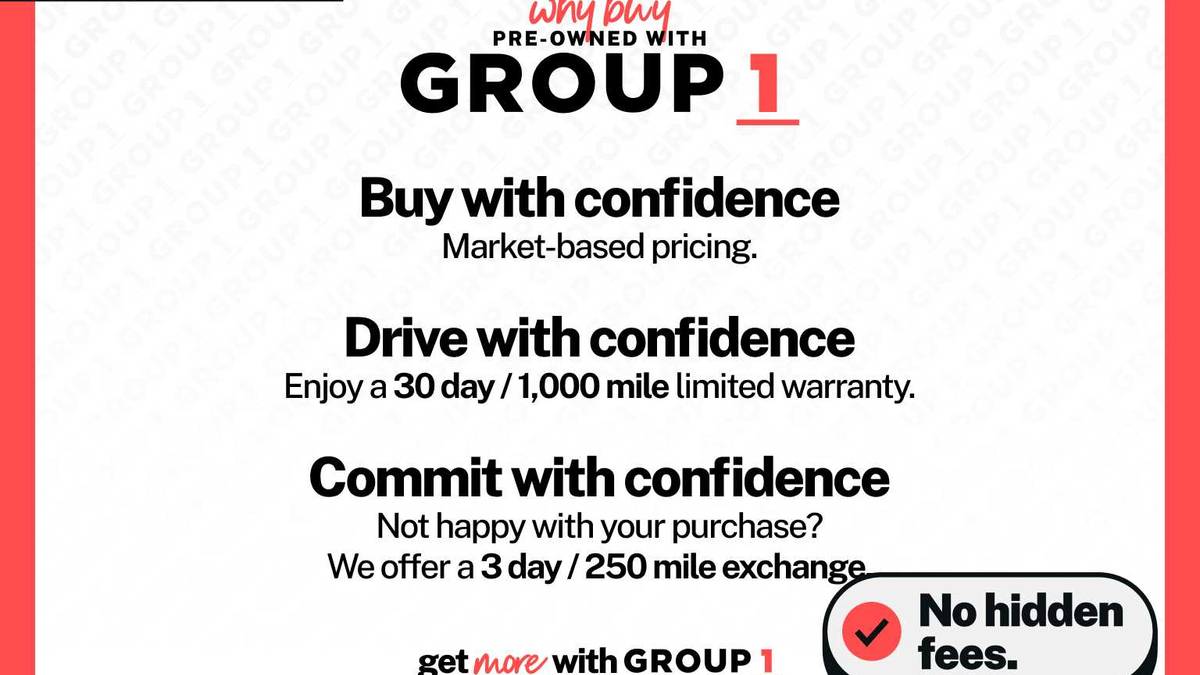 why buy
PRE-OWNED WITH
GROUP 1
Buy with confidence
Market-based pricing.
Drive with confidence
Enjoy a 30 day / 1,000 mile limited warranty.
Commit with confidence
Not happy with your purchase?
We offer a 3 day / 250 mile exchange
No hidden
fees.
get more with GROUP 1